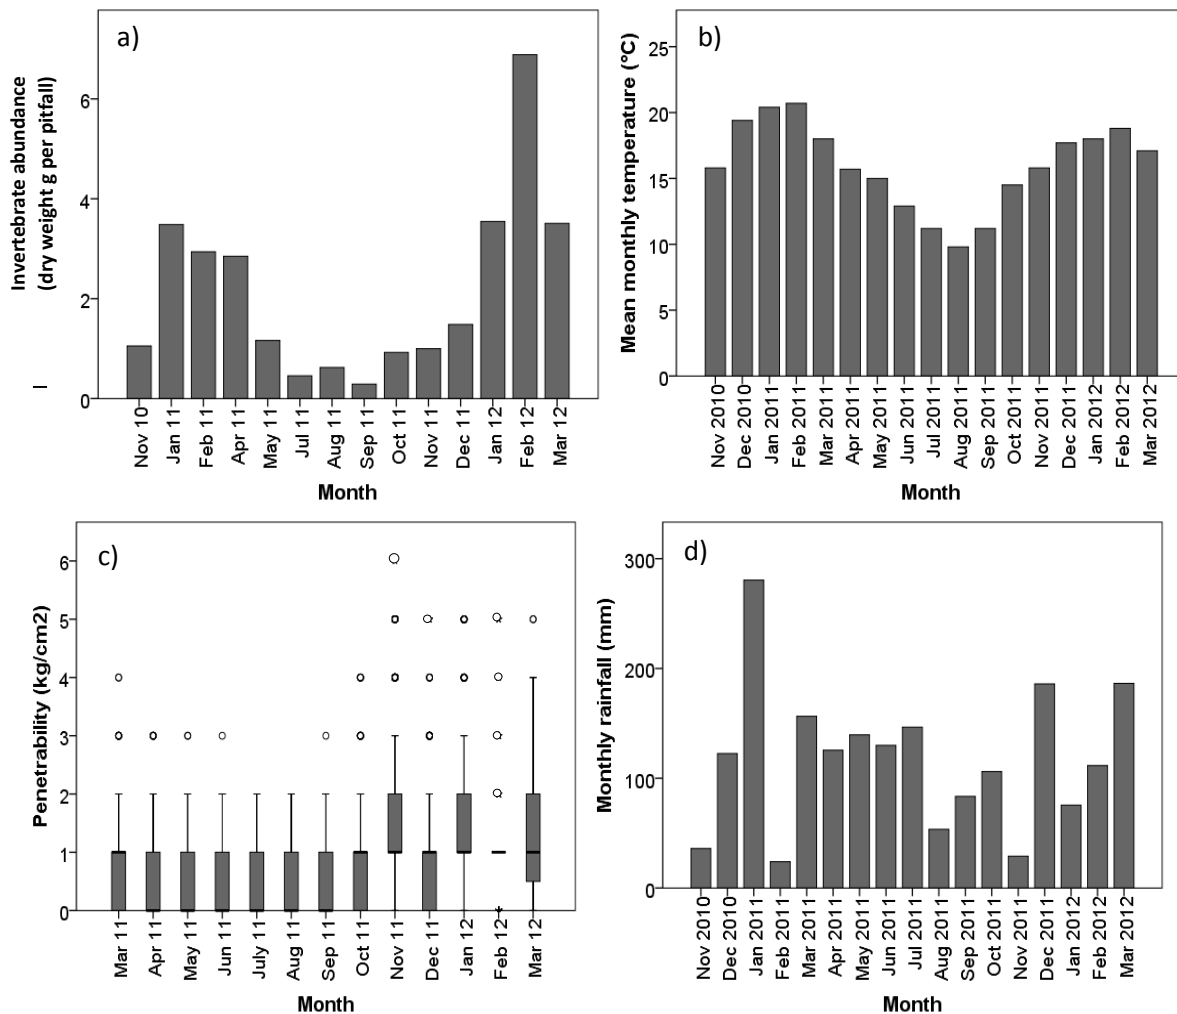 a)
Invertebrate abundance
(dry weight g per pitfall)
6
4
2
0
Nov 10
Jan 11
Feb 11
Apr 11
May 11
Jul 11
Aug 11
Sep 11
Oct 11
Nov 11
Dec 11
Jan 12
Feb 12
Mar 12
Month
b)
Mean monthly temperature (°C)
25
20
15
10
5
0
Nov 2010
Dec 2010
Jan 2011
Feb 2011
Mar 2011
Apr 2011
May 2011
Jun 2011
Jul 2011
Aug 2011
Sep 2011
Oct 2011
Nov 2011
Dec 2011
Jan 2012
Feb 2012
Mar 2012
Month
c)
Penetrability (kg/cm2)
6
5
4
3
2
1
0
Mar 11
Apr 11
May 11
Jun 11
July 11
Aug 11
Sep 11
Oct 11
Nov 11
Dec 11
Jan 12
Feb 12
Mar 12
Month
d)
Monthly rainfall (mm)
300
200
100
0
Nov 2010
Dec 2010
Jan 2011
Feb 2011
Mar 2011
Apr 2011
May 2011
Jun 2011
Jul 2011
Aug 2011
Sep 2011
Oct 2011
Nov 2011
Dec 2011
Jan 2012
Feb 2012
Mar 2012
Month